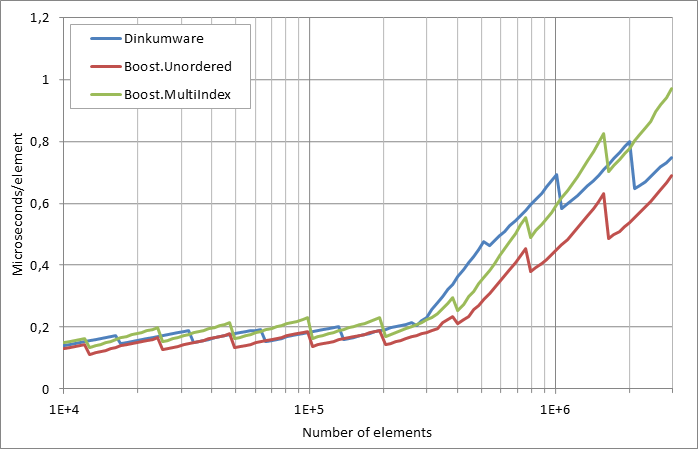 1,2
1
0,8
0,6
0,4
0,2
0
Microseconds/element
Dinkumware
Boost.Unordered
Boost.MultiIndex
1E+4
1E+5
1E+6
Number of elements